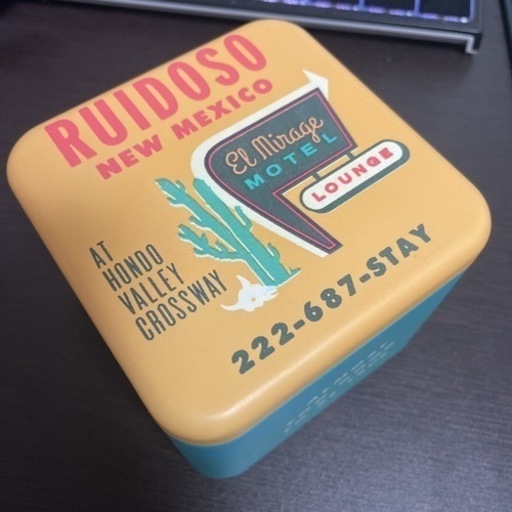 RUIDOSO
NEW MEXICO
El Mirage
MOTEL
LOUNGE
AT
HONDO
VALLEY
CROSSWAY
222-687-STAY